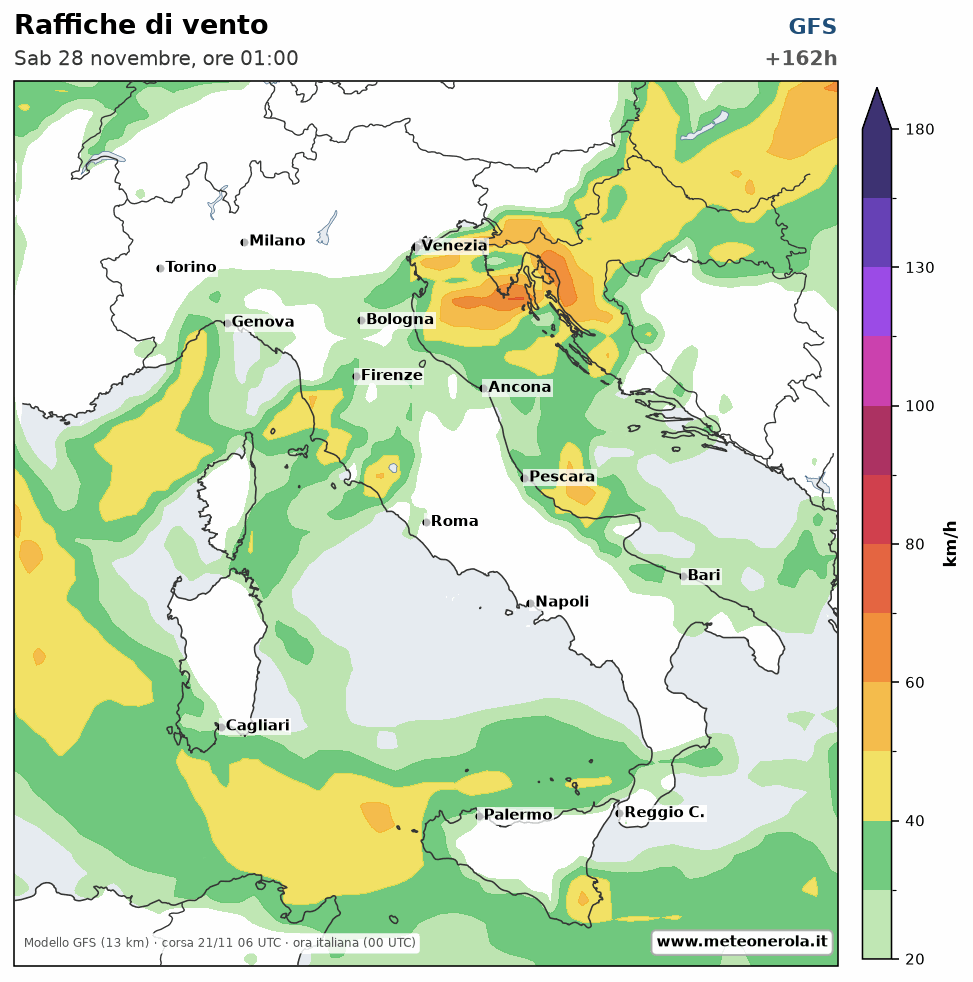 Raffiche di vento
GFS
Sab 28 novembre, ore 01:00
+162h
180
130
100
80
60
40
20
km/h
Milano
Venezia
Torino
Genova
Bologna
Firenze
Ancona
Pescara
Roma
Bari
Napoli
Cagliari
Palermo
Reggio C.
Modello GFS (13 km) · corsa 21/11 06 UTC · ora italiana (00 UTC)
www.meteonerola.it